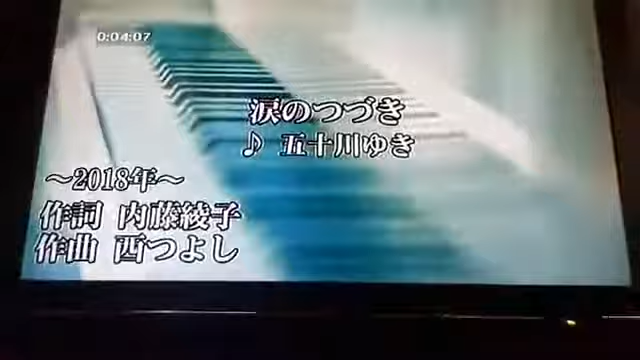 0:04:07
涙のつづき
♪ 五十川ゆき
～2018年～
作詞 内藤綾子
作曲 西つよし